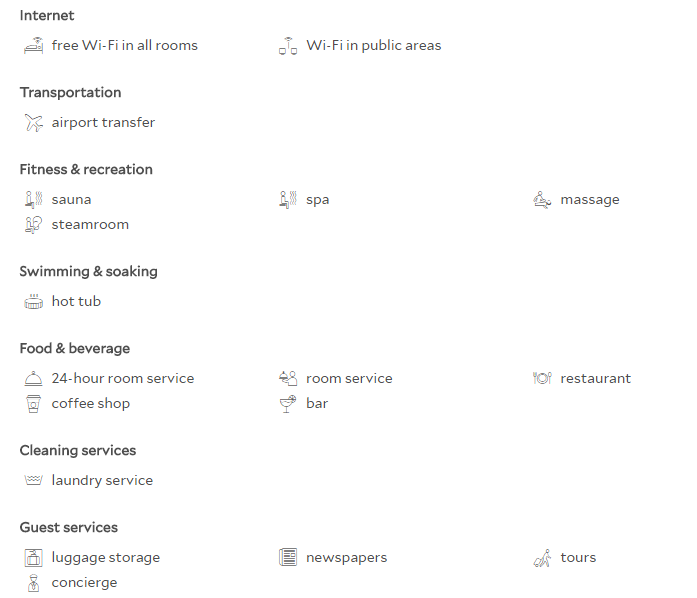 Internet
free Wi-Fi in all rooms Wi-Fi in public areas
Transportation
airport transfer
Fitness & recreation
sauna spa massage
steamroom
Swimming & soaking
hot tub
Food & beverage
24-hour room service room service restaurant
coffee shop bar
Cleaning services
laundry service
Guest services
luggage storage newspapers tours
concierge